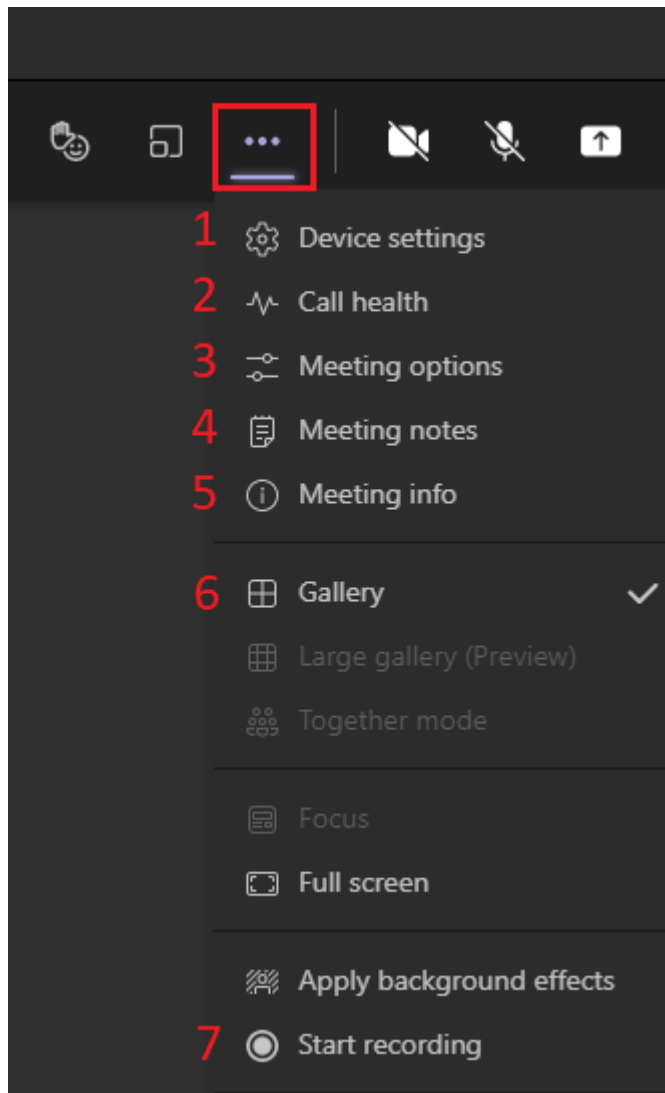 1 Device settings
2 Call health
3 Meeting options
4 Meeting notes
5 Meeting info
6 Gallery
Large gallery (Preview)
Together mode
Focus
Full screen
Apply background effects
7 Start recording